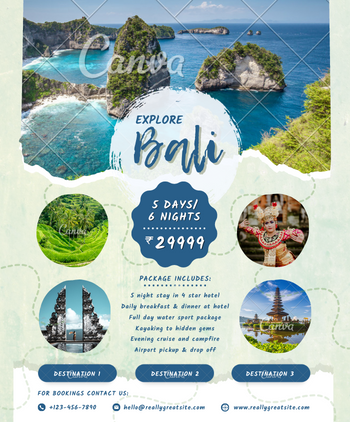 Canva
EXPLORE
Bali
5 DAYS/
6 NIGHTS
₹ 29999
Canva
PACKAGE INCLUDES:
5 night stay in 4 star hotel
Daily breakfast & dinner at hotel
Full day water sport package
Kayaking to hidden gems
Evening cruise and campfire
Airport pickup & drop off
Canva
Canva
DESTINATION 1
DESTINATION 2
DESTINATION 3
FOR BOOKINGS CONTACT US:
+123-456-7890
hello@reallygreatsite.com
www.reallygreatsite.com